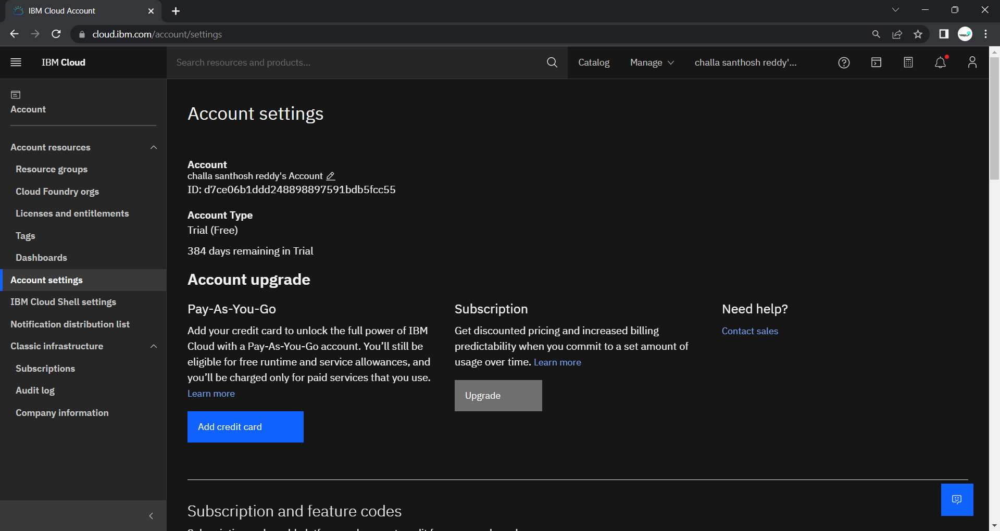 IBM Cloud Account
cloud.ibm.com/account/settings
IBM Cloud
Search resources and products...
Catalog
Manage
challa santhosh reddy'...
Account
Account resources
Resource groups
Cloud Foundry orgs
Licenses and entitlements
Tags
Dashboards
Account settings
IBM Cloud Shell settings
Notification distribution list
Classic infrastructure
Subscriptions
Audit log
Company information
Account settings
Account
challa santhosh reddy's Account
ID: d7ce06b1ddd248898897591bdb5fcc55
Account Type
Trial (Free)
384 days remaining in Trial
Account upgrade
Pay-As-You-Go
Add your credit card to unlock the full power of IBM
Cloud with a Pay-As-You-Go account. You’ll still be
eligible for free runtime and service allowances, and
you’ll be charged only for paid services that you use.
Learn more
Add credit card
Subscription
Get discounted pricing and increased billing
predictability when you commit to a set amount of
usage over time. Learn more
Upgrade
Need help?
Contact sales
Subscription and feature codes